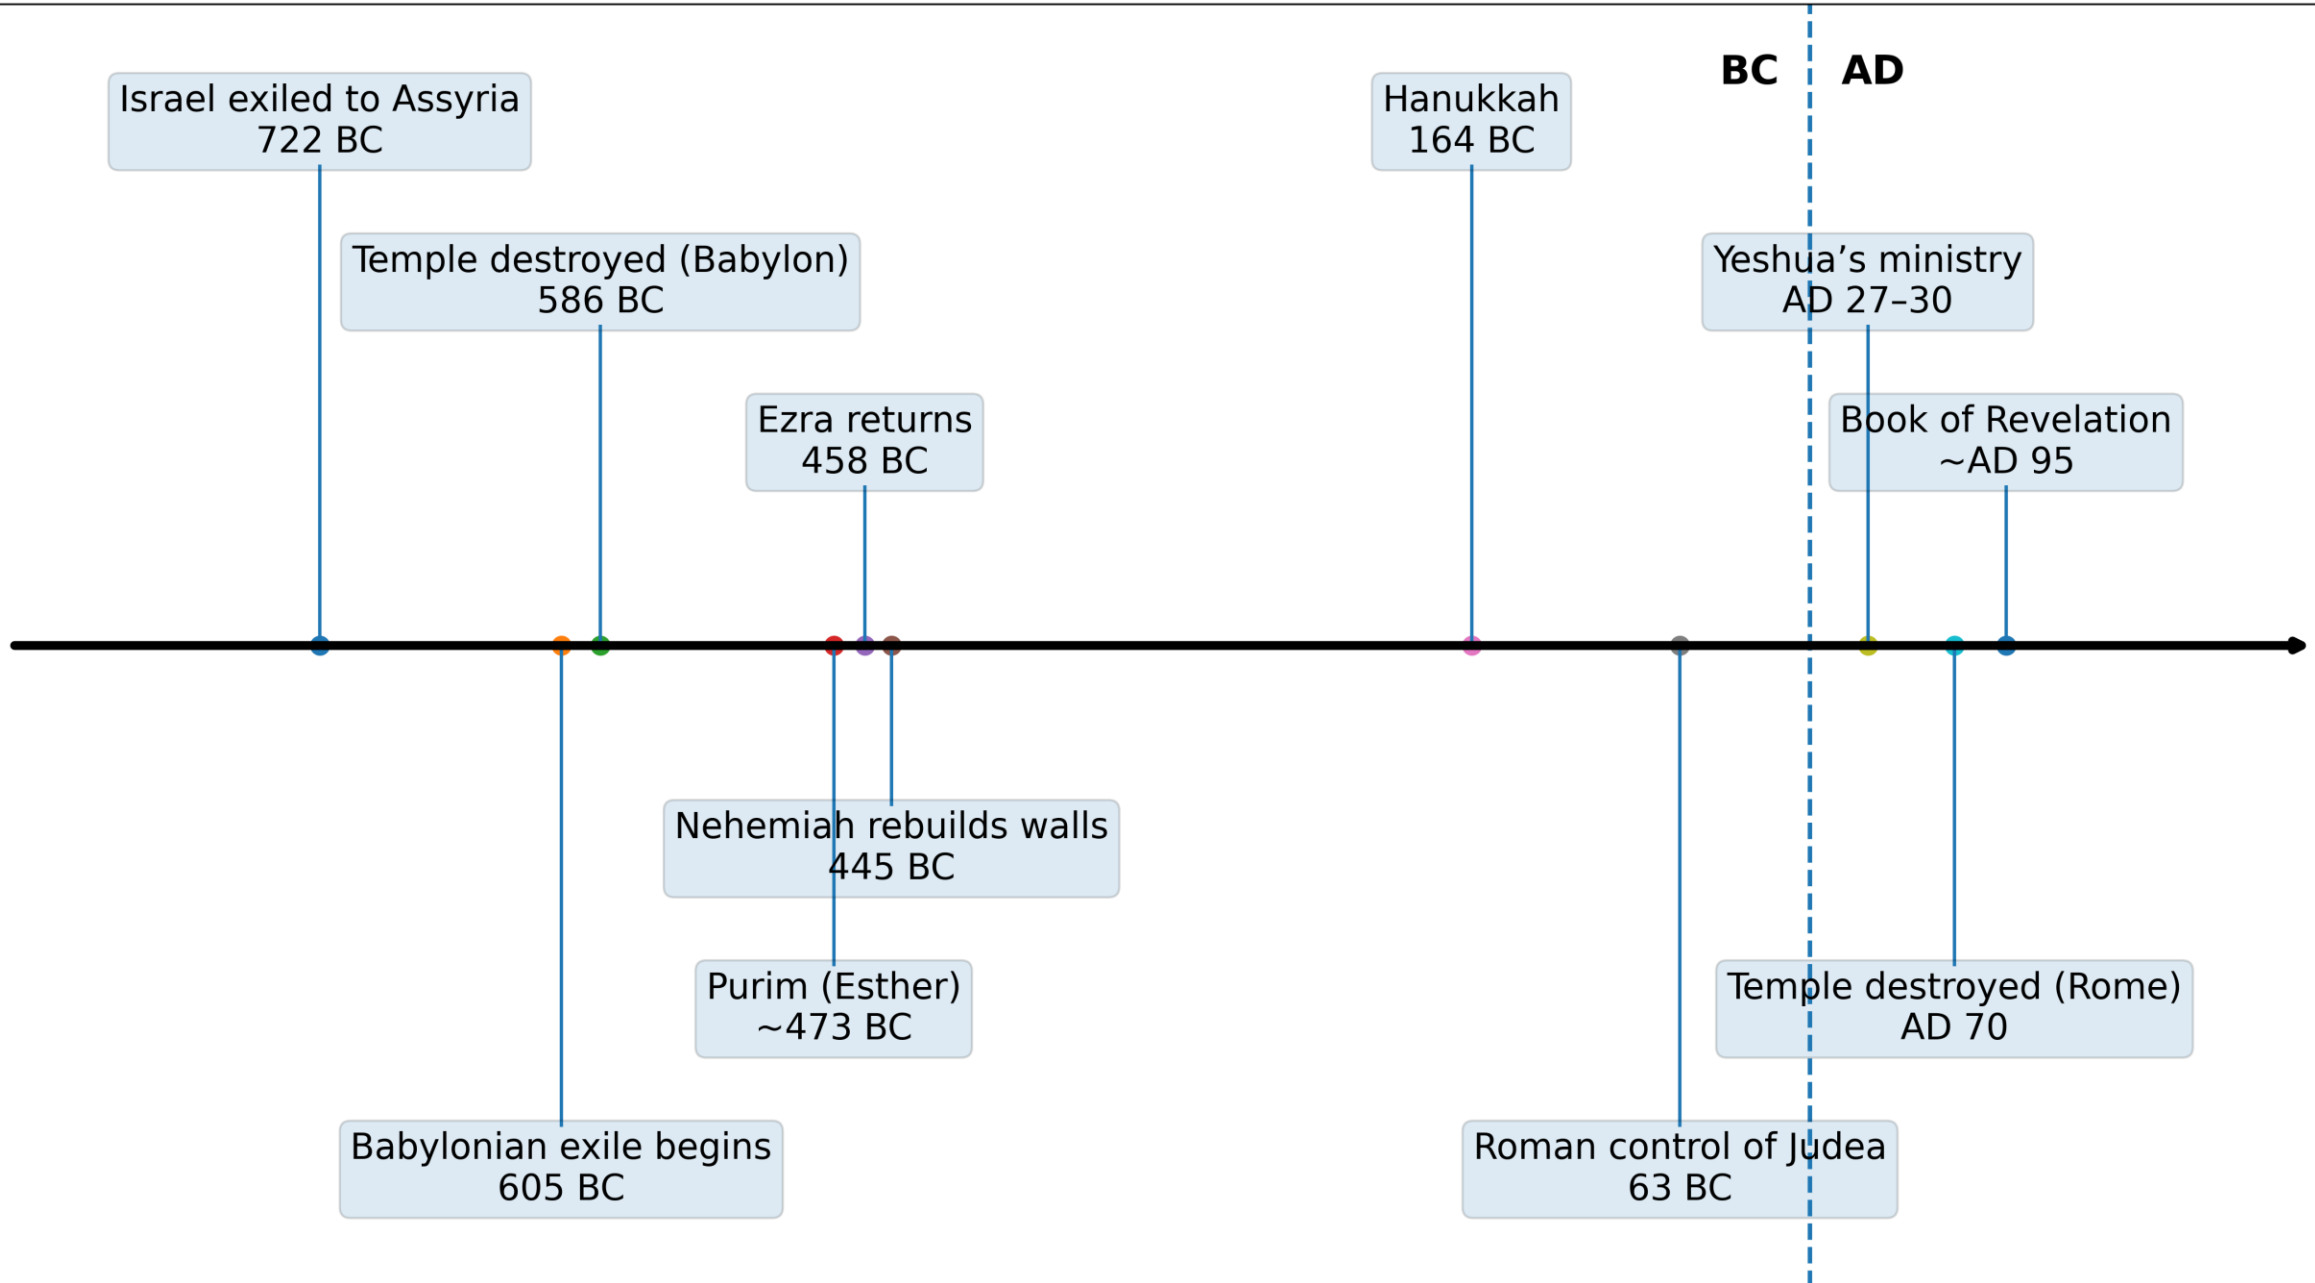 BC
AD
Israel exiled to Assyria
722 BC
Hanukkah
164 BC
Temple destroyed (Babylon)
586 BC
Yeshua’s ministry
AD 27–30
Ezra returns
458 BC
Book of Revelation
~AD 95
Nehemiah rebuilds walls
445 BC
Purim (Esther)
~473 BC
Temple destroyed (Rome)
AD 70
Babylonian exile begins
605 BC
Roman control of Judea
63 BC